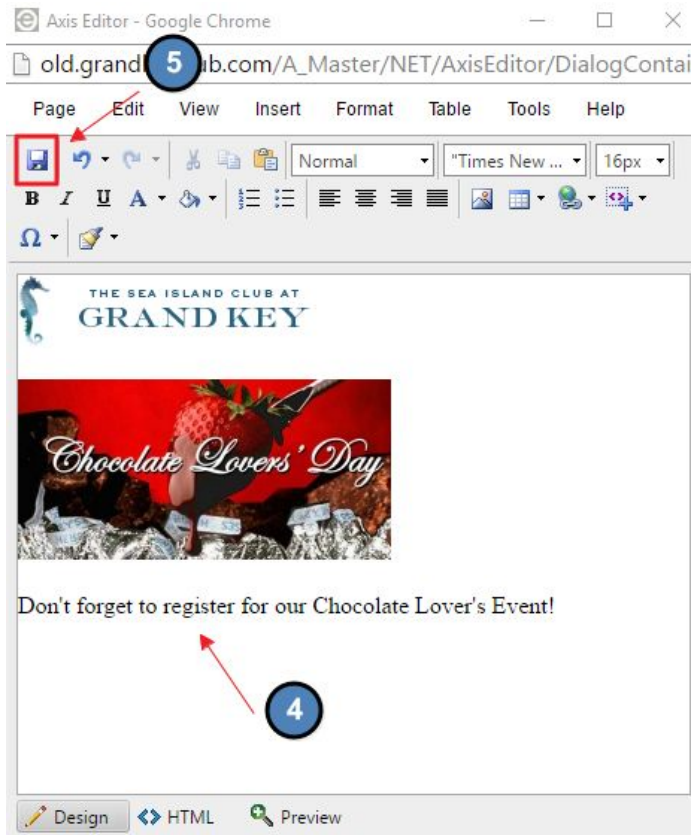 Axis Editor - Google Chrome
5
old.grand ub.com/A_Master/NET/AxisEditor/DialogContai
Page Edit View Insert Format Table Tools Help
Normal "Times New ... 16px
B I U A
Ω
THE SEA ISLAND CLUB AT
GRAND KEY
Chocolate Lovers' Day
Don't forget to register for our Chocolate Lover's Event!
4
Design HTML Preview